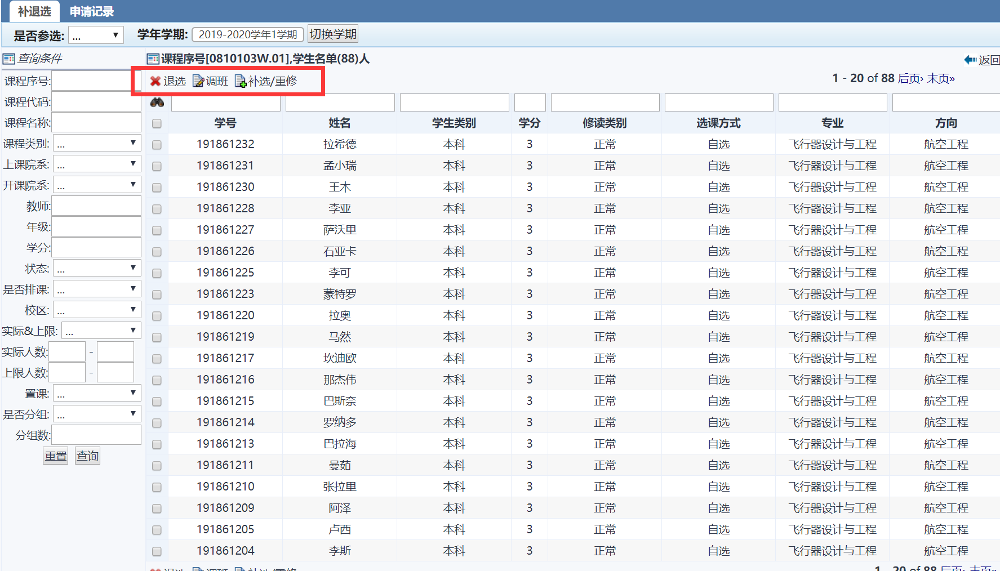 补退选 申请记录
是否参选: ... 学年学期: 2019-2020学年1学期 切换学期
查询条件
课程序号:
课程代码:
课程名称:
课程类别: ...
上课院系: ...
开课院系: ...
教师:
年级:
学分:
状态: ...
是否排课: ...
校区: ...
实际&上限: ...
实际人数: -
上限人数: -
置课: ...
是否分组: ...
分组数:
重置 查询
课程序号[0810103W.01],学生名单(88)人 返回
退选 调班 补选/重修 1 - 20 of 88 后页› 末页»
学号 姓名 学生类别 学分 修读类别 选课方式 专业 方向
191861232 拉希德 本科 3 正常 自选 飞行器设计与工程 航空工程
191861231 孟小瑞 本科 3 正常 自选 飞行器设计与工程 航空工程
191861230 王木 本科 3 正常 自选 飞行器设计与工程 航空工程
191861228 李亚 本科 3 正常 自选 飞行器设计与工程 航空工程
191861227 萨沃里 本科 3 正常 自选 飞行器设计与工程 航空工程
191861226 石亚卡 本科 3 正常 自选 飞行器设计与工程 航空工程
191861225 李可 本科 3 正常 自选 飞行器设计与工程 航空工程
191861223 蒙特罗 本科 3 正常 自选 飞行器设计与工程 航空工程
191861220 拉奥 本科 3 正常 自选 飞行器设计与工程 航空工程
191861219 马然 本科 3 正常 自选 飞行器设计与工程 航空工程
191861217 坎迪欧 本科 3 正常 自选 飞行器设计与工程 航空工程
191861216 那杰伟 本科 3 正常 自选 飞行器设计与工程 航空工程
191861215 巴斯奈 本科 3 正常 自选 飞行器设计与工程 航空工程
191861214 罗纳多 本科 3 正常 自选 飞行器设计与工程 航空工程
191861213 巴拉海 本科 3 正常 自选 飞行器设计与工程 航空工程
191861211 曼茹 本科 3 正常 自选 飞行器设计与工程 航空工程
191861210 张拉里 本科 3 正常 自选 飞行器设计与工程 航空工程
191861209 阿泽 本科 3 正常 自选 飞行器设计与工程 航空工程
191861205 卢西 本科 3 正常 自选 飞行器设计与工程 航空工程
191861204 李斯 本科 3 正常 自选 飞行器设计与工程 航空工程
退选 调班 补选/重修 1 - 20 of 88 后页› 末页»